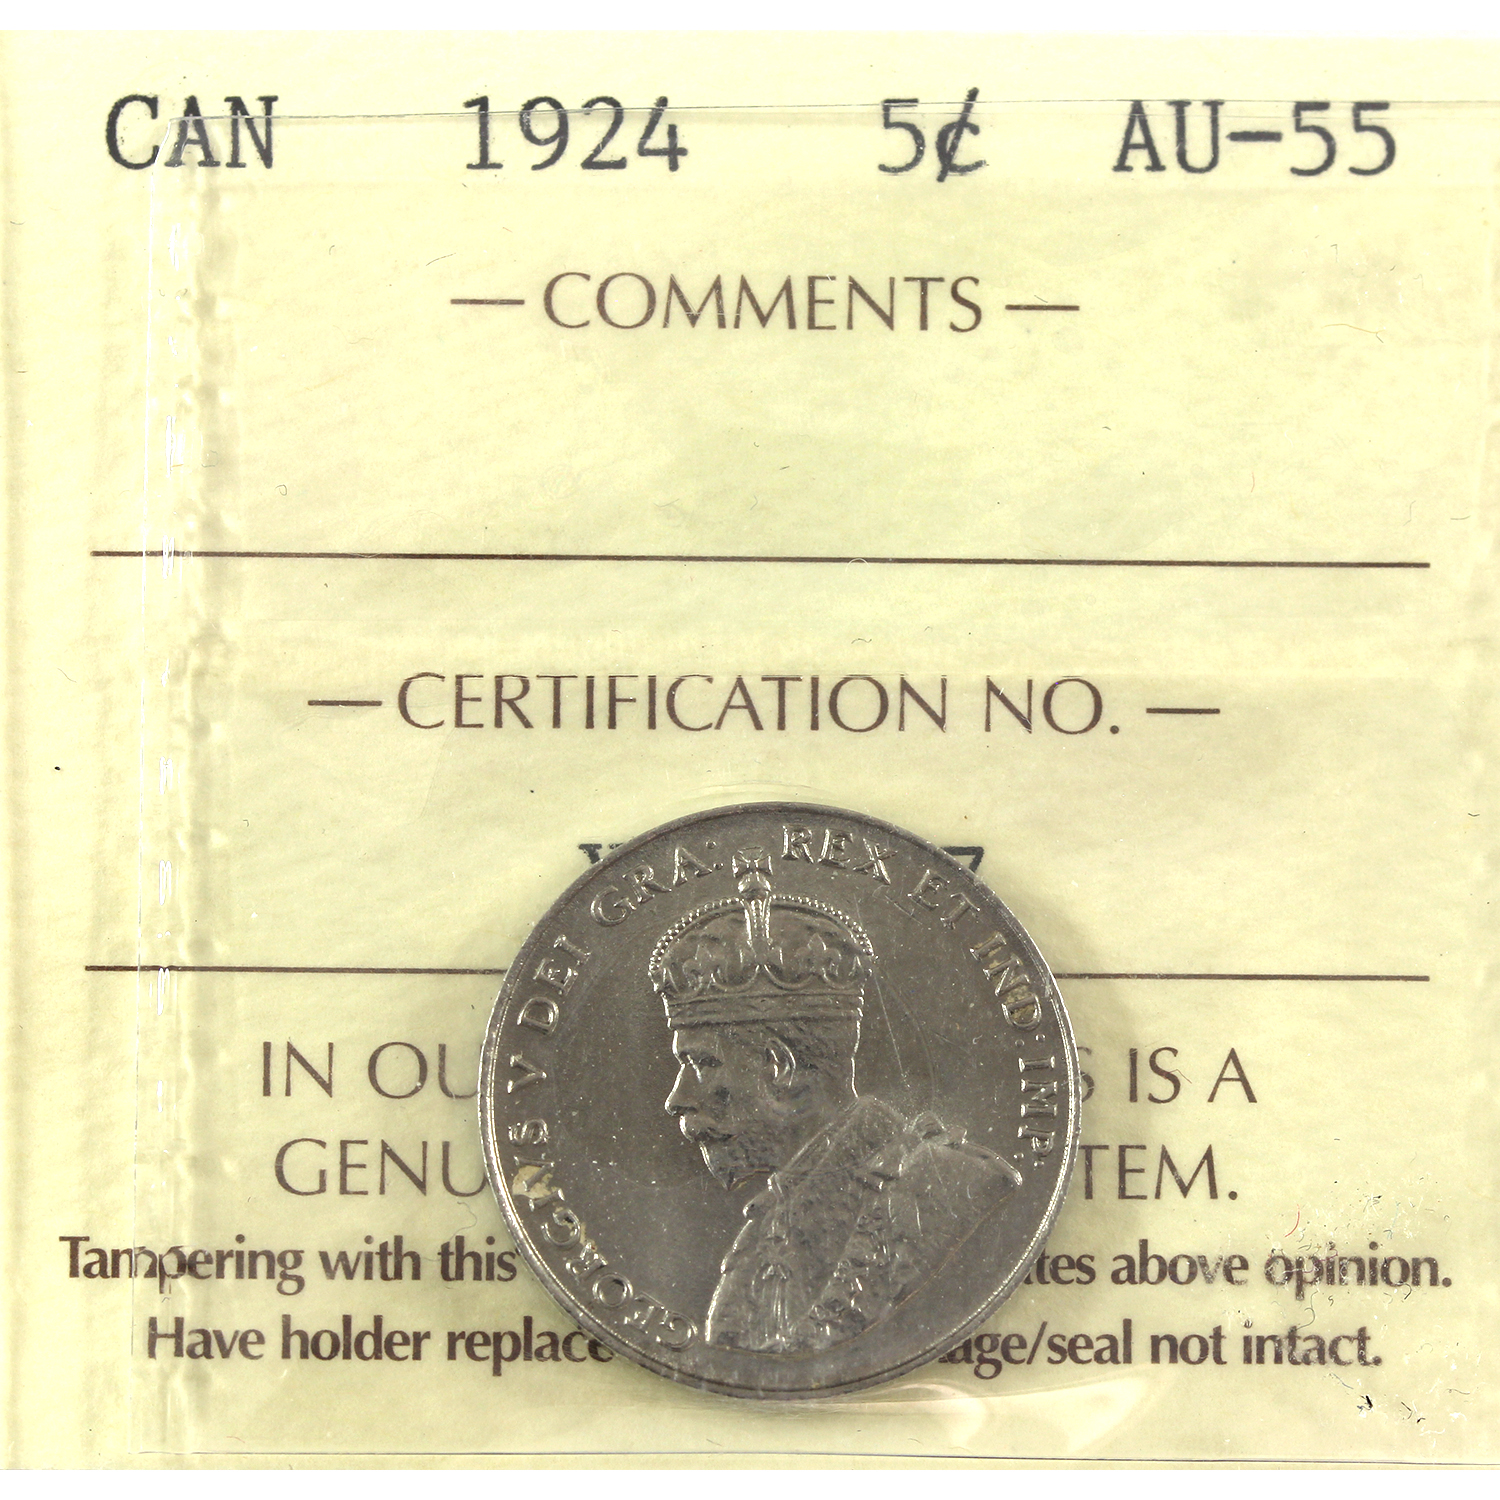 CAN 1924 5¢ AU-55
— COMMENTS —
— CERTIFICATION NO. —
7
GEORGIVS V DEI GRA: REX ET IND: IMP:
IN OU S IS A
GENU TEM.
Tampering with this tes above opinion.
Have holder replace age/seal not intact.